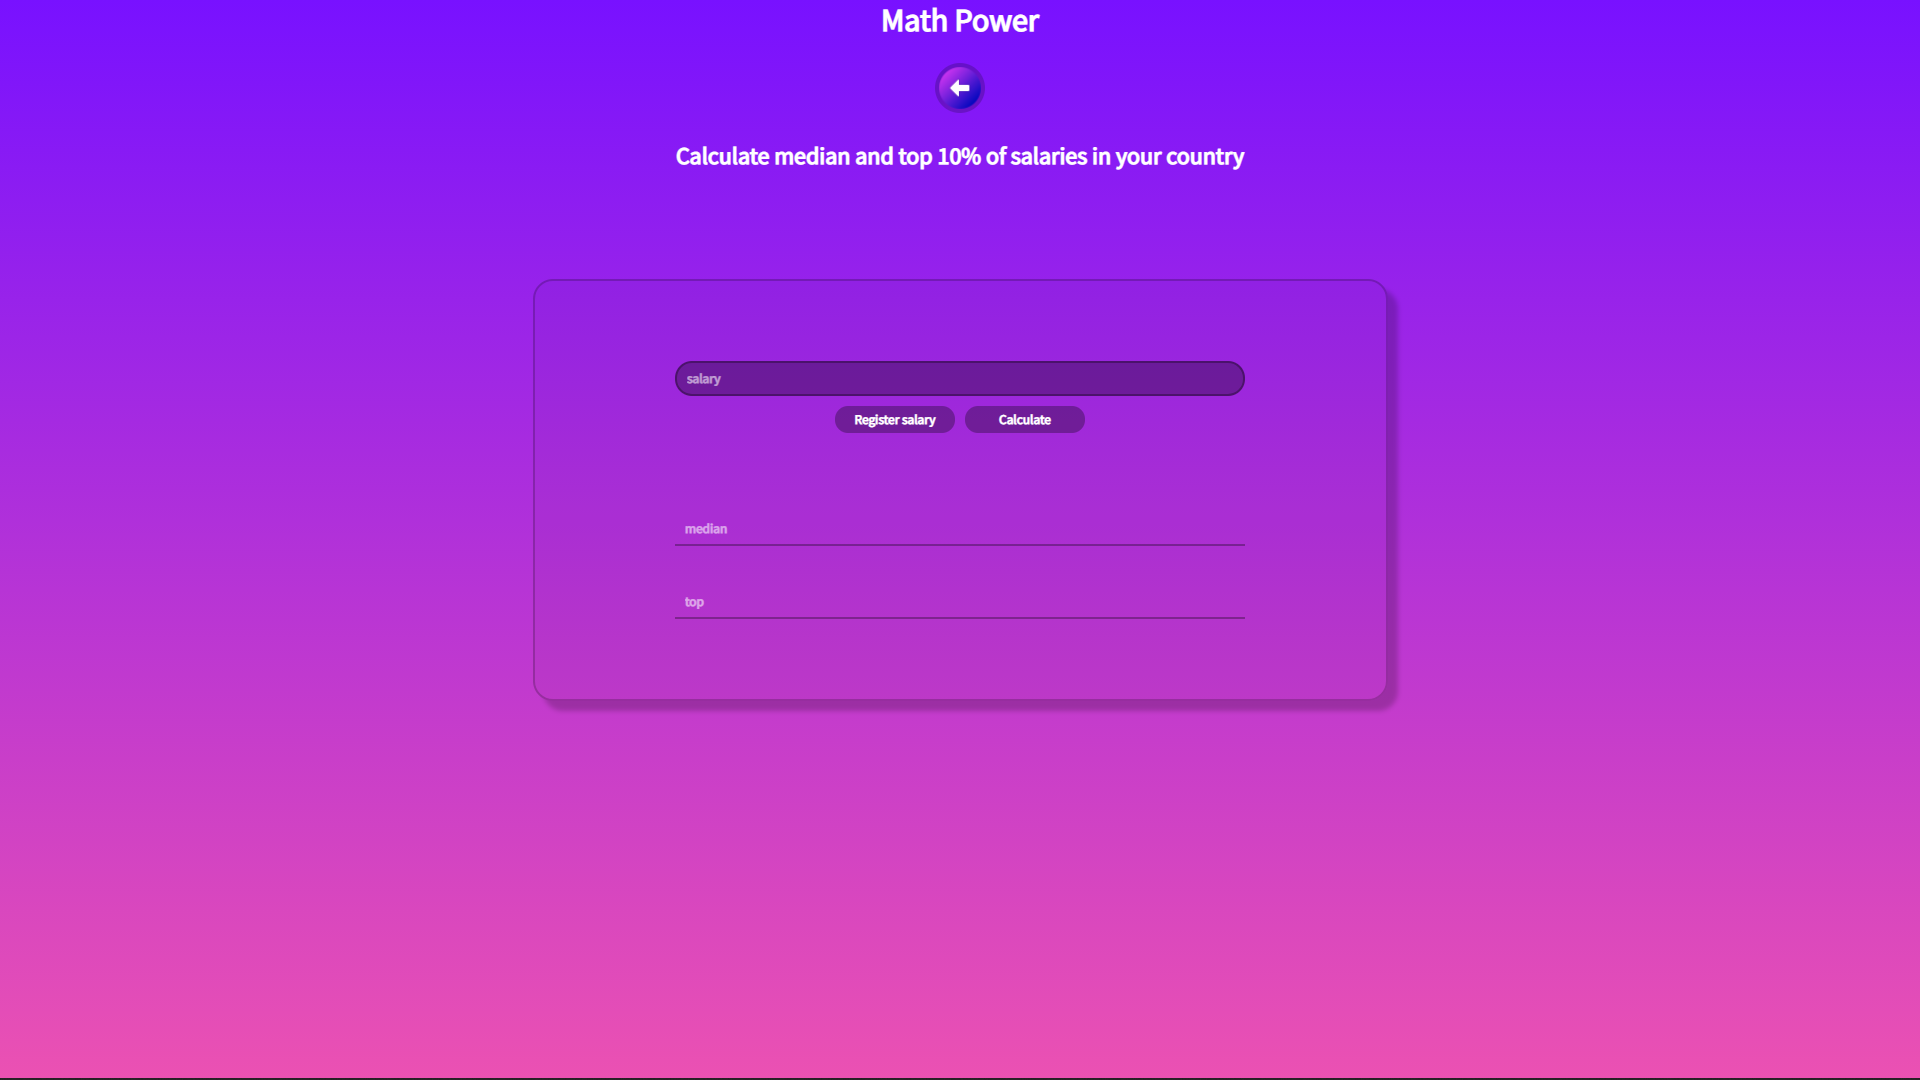 Math Power
Calculate median and top 10% of salaries in your country
salary
Register salary Calculate
median
top